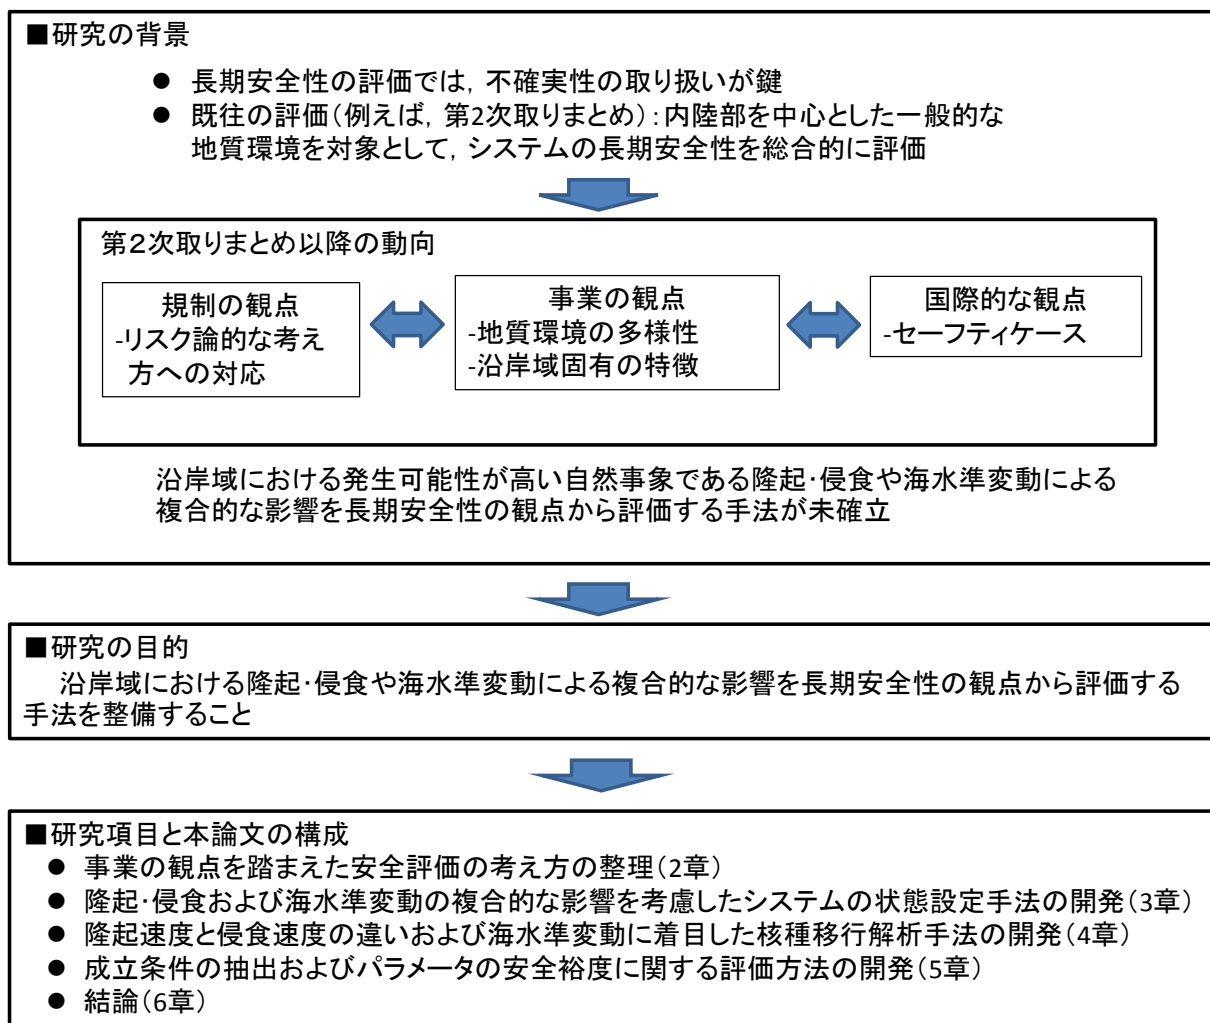 ■研究の背景
● 長期安全性の評価では，不確実性の取り扱いが鍵
● 既往の評価（例えば，第2次取りまとめ）：内陸部を中心とした一般的な
地質環境を対象として，システムの長期安全性を総合的に評価
第２次取りまとめ以降の動向
規制の観点
-リスク論的な考え
方への対応
事業の観点
-地質環境の多様性
-沿岸域固有の特徴
国際的な観点
-セーフティケース
沿岸域における発生可能性が高い自然事象である隆起･侵食や海水準変動による
複合的な影響を長期安全性の観点から評価する手法が未確立
■研究の目的
沿岸域における隆起･侵食や海水準変動による複合的な影響を長期安全性の観点から評価する
手法を整備すること
■研究項目と本論文の構成
● 事業の観点を踏まえた安全評価の考え方の整理（2章）
● 隆起･侵食および海水準変動の複合的な影響を考慮したシステムの状態設定手法の開発（3章）
● 隆起速度と侵食速度の違いおよび海水準変動に着目した核種移行解析手法の開発（4章）
● 成立条件の抽出およびパラメータの安全裕度に関する評価方法の開発（5章）
● 結論（6章）